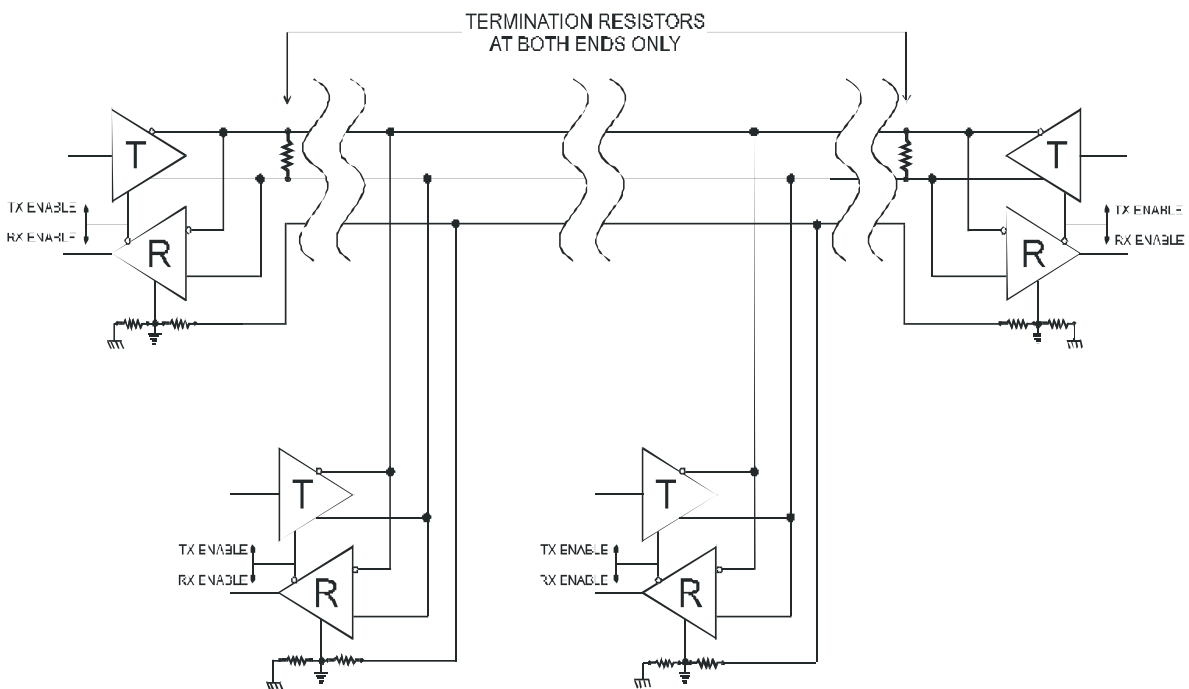 TERMINATION RESISTORS
AT BOTH ENDS ONLY
T
T
TX ENABLE
RX ENABLE
R
R
TX ENABLE
RX ENABLE
T
T
TX ENABLE
RX ENABLE
R
TX ENABLE
RX ENABLE
R